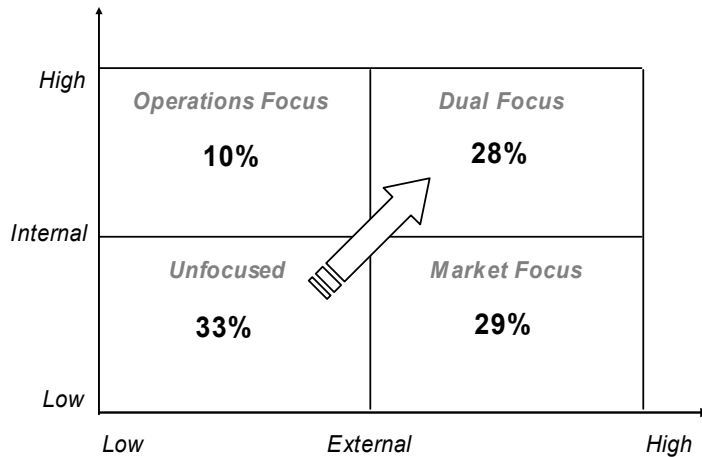 High
Operations Focus
Dual Focus
10%
28%
Internal
Unfocused
Market Focus
33%
29%
Low
Low
External
High